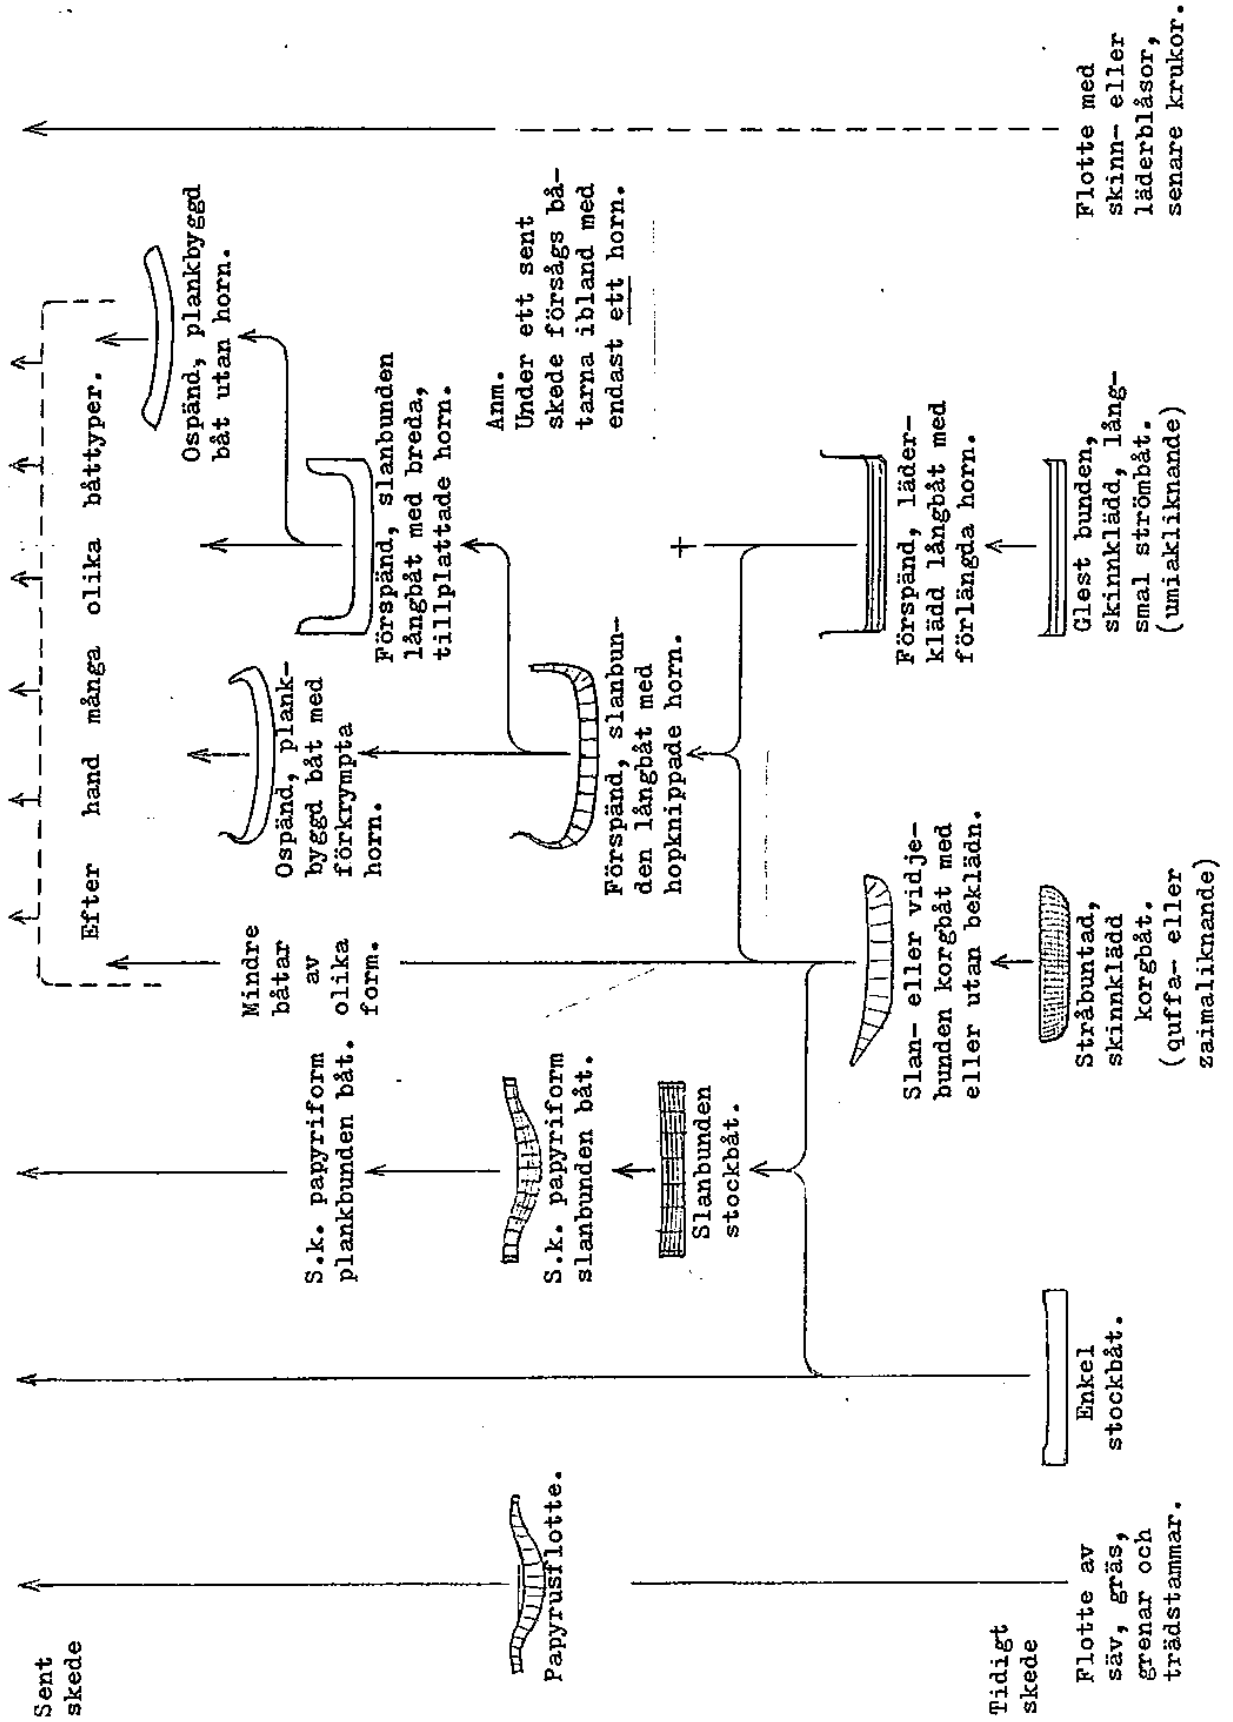 Sent
skede
Efter hand många olika båttyper.
Ospänd, plankbyggd
båt utan horn.
Ospänd, plank-
byggd båt med
förkrympta
horn.
Mindre
båtar
av
olika
form.
S.k. papyriform
plankbunden båt.
Förspänd, slanbunden
långbåt med breda,
tillplattade horn.
Anm.
Under ett sent
skede försågs bå-
tarna ibland med
endast ett horn.
Papyrusflotte.
S.k. papyriform
slanbunden båt.
Förspänd, slanbun-
den långbåt med
hopknippade horn.
Slanbunden
stockbåt.
Slan- eller vidje-
bunden korgbåt med
eller utan beklädn.
Förspänd, läder-
klädd långbåt med
förlängda horn.
Tidigt
skede
Flotte av
säv, gräs,
grenar och
trädstammar.
Enkel
stockbåt.
Stråbuntad,
skinnklädd
korgbåt.
(quffa- eller
zaimaliknande)
Glest bunden,
skinnklädd, lång-
smal strömbåt.
(umiakliknande)
Flotte med
skinn- eller
läderblåsor,
senare krukor.